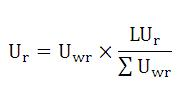 U_r = U_wr × LU_r / ∑ U_wr